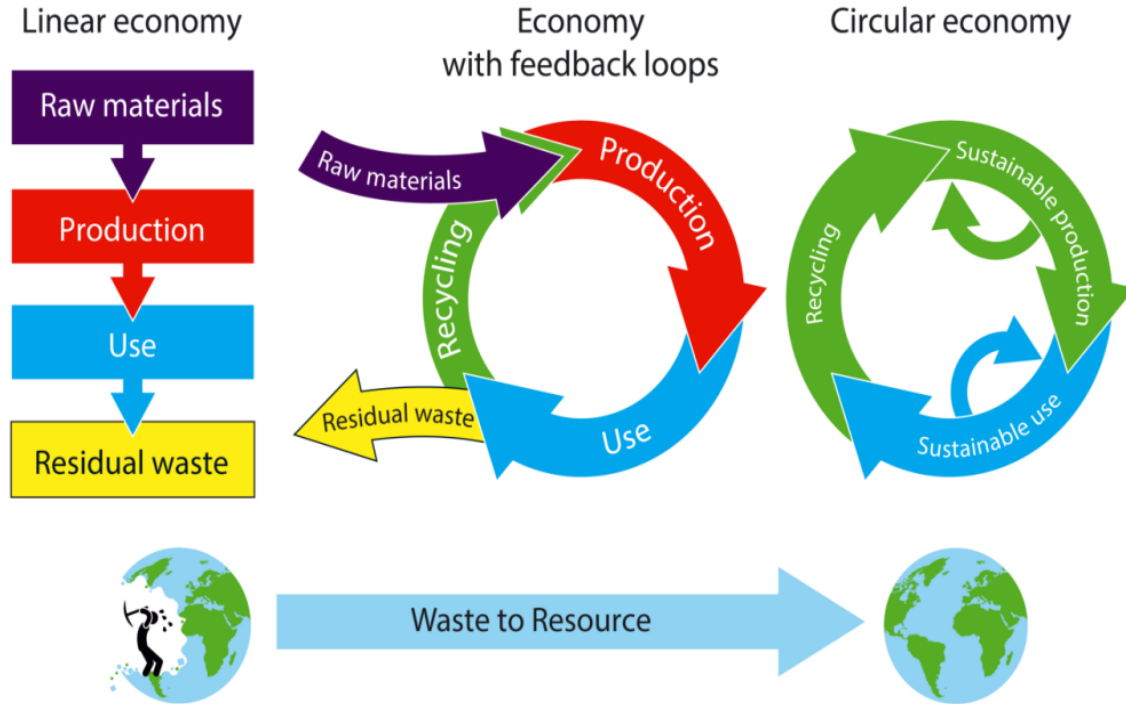 Linear economy
Raw materials
Production
Use
Residual waste
Economy
with feedback loops
Raw materials
Production
Use
Recycling
Residual waste
Circular economy
Sustainable production
Sustainable use
Recycling
Waste to Resource